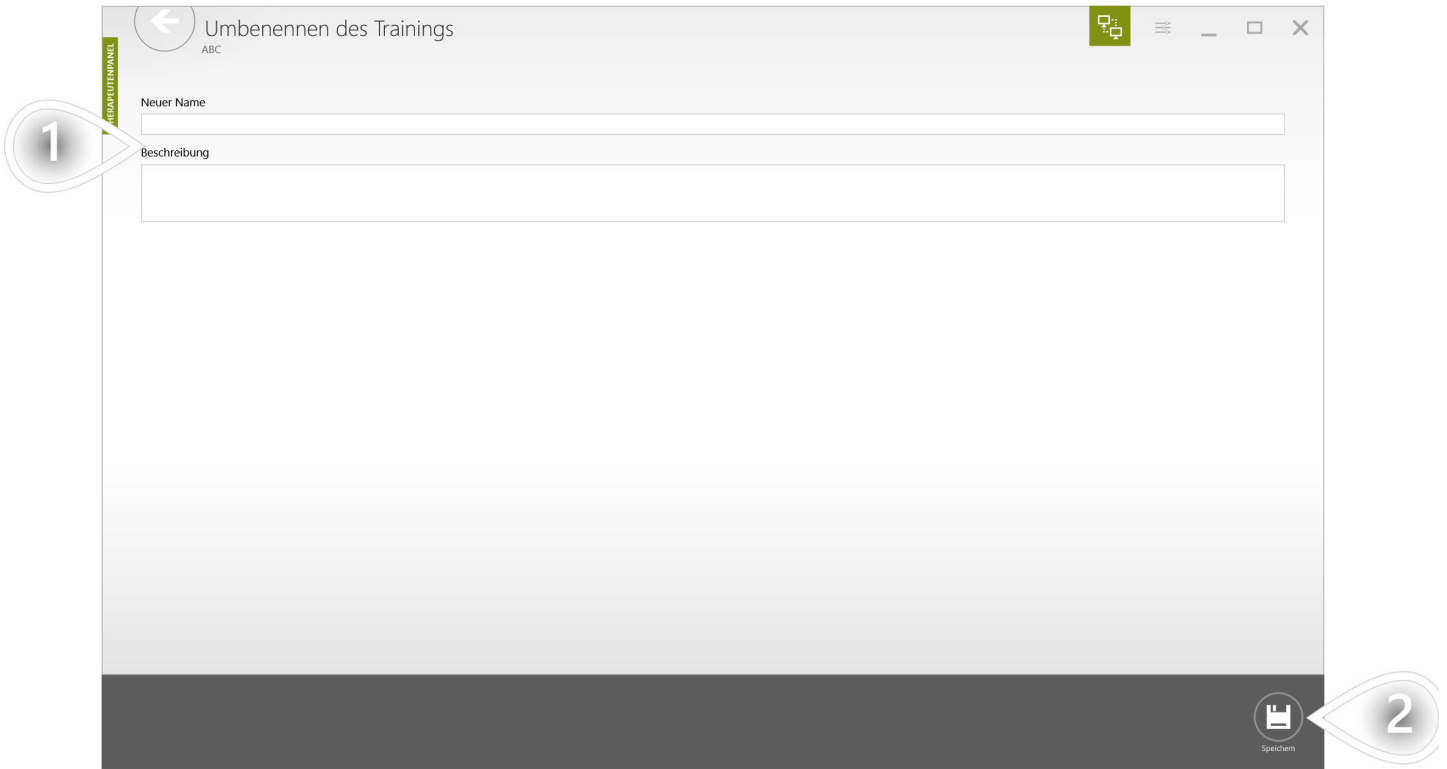 Umbenennen des Trainings
ABC
THERAPEUTENPANEL
Neuer Name
1
Beschreibung
2
Speichern